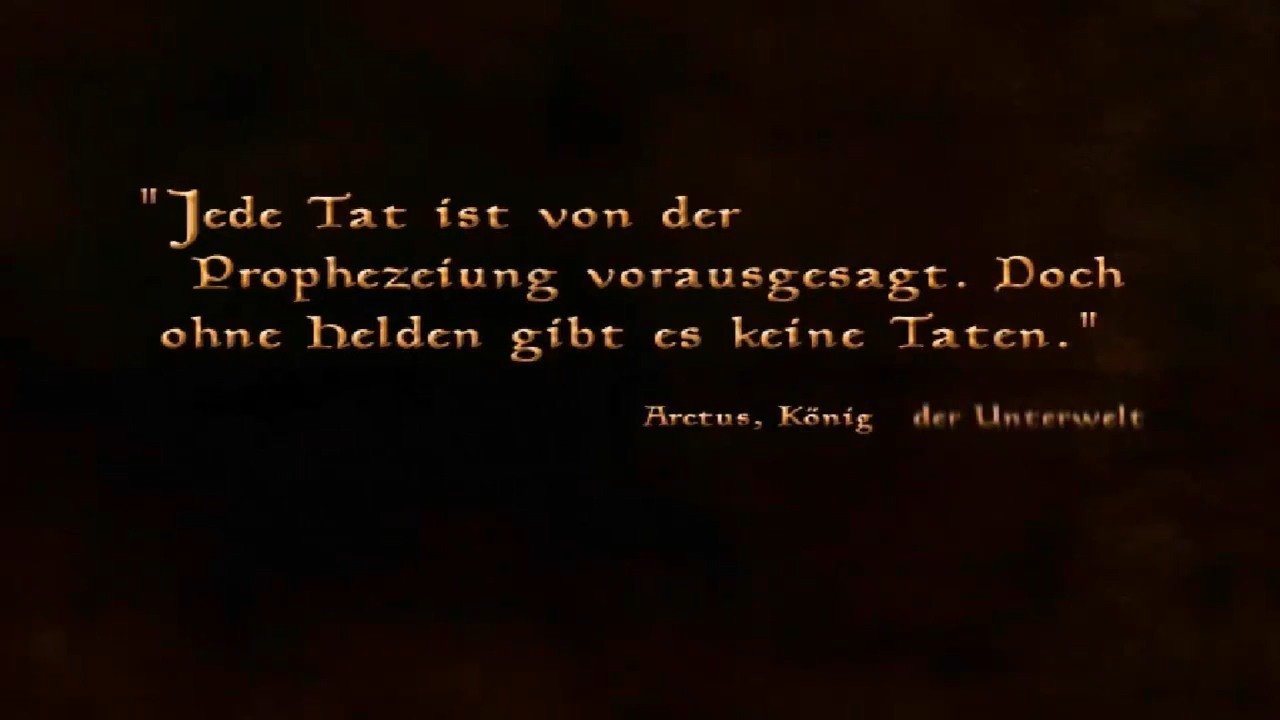 "Jede Tat ist von der
Prophezeiung vorausgesagt. Doch
ohne Helden gibt es keine Taten."
Arctus, König der Unterwelt